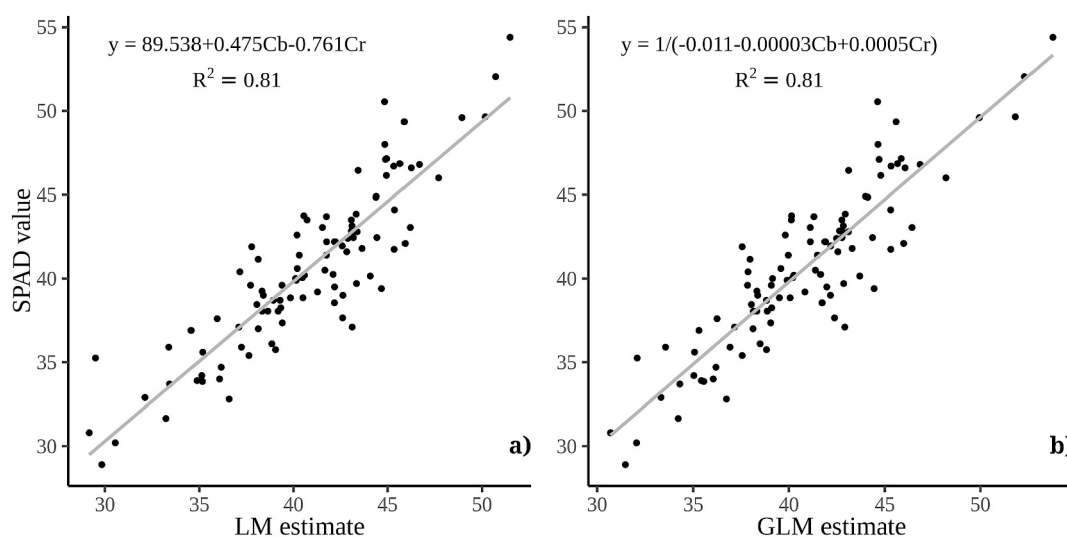 y = 89.538+0.475Cb-0.761Cr
R² = 0.81
55
50
45
40
35
30
SPAD value
30 35 40 45 50
LM estimate
a)
y = 1/(-0.011-0.00003Cb+0.0005Cr)
R² = 0.81
55
50
45
40
35
30
30 35 40 45 50
GLM estimate
b)